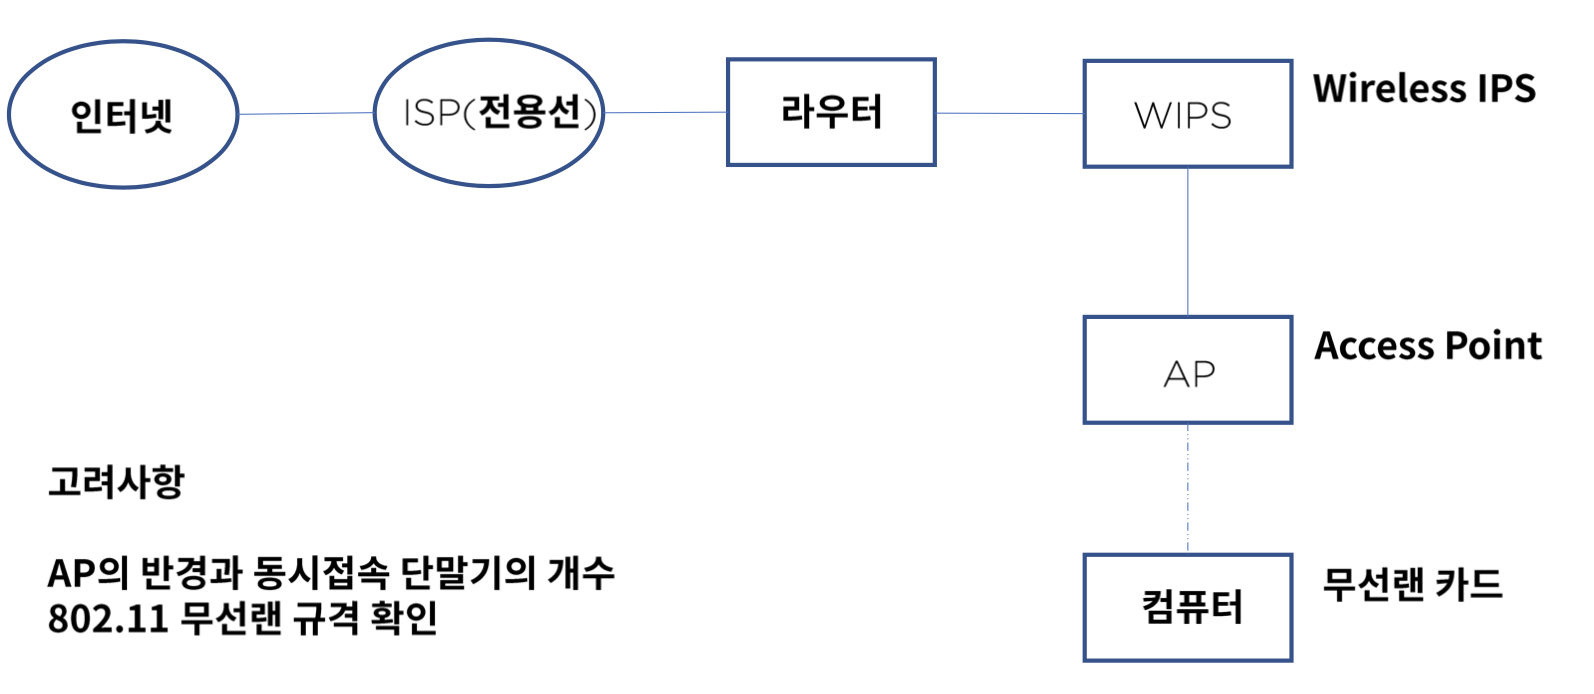 인터넷
ISP(전용선)
라우터
WIPS
Wireless IPS
AP
Access Point
고려사항
AP의 반경과 동시접속 단말기의 개수
802.11 무선랜 규격 확인
컴퓨터
무선랜 카드